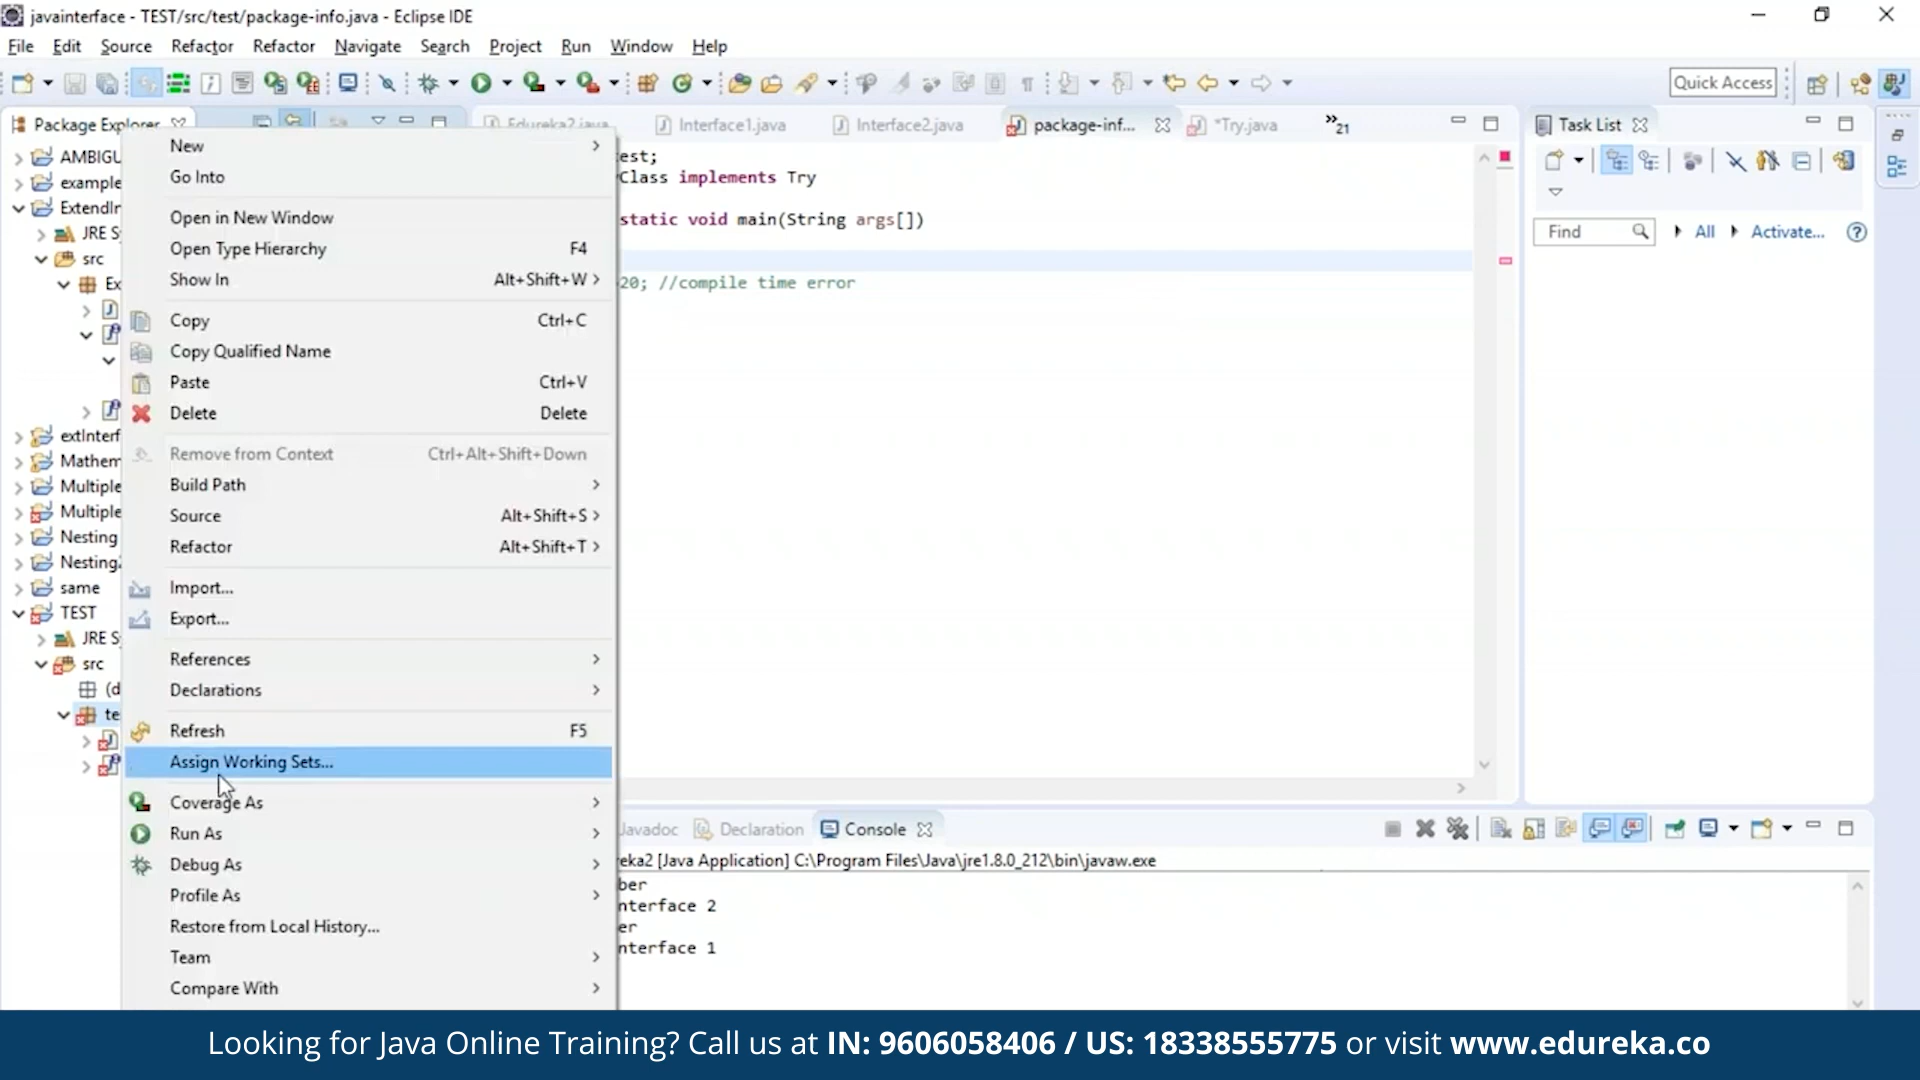 javainterface - TEST/src/test/package-info.java - Eclipse IDE
File Edit Source Refactor Refactor Navigate Search Project Run Window Help
Quick Access
Package Explorer
Edureka2.java
Interface1.java
Interface2.java
package-inf...
*Try.java
21
Task List
AMBIGU
example
ExtendIn
JRE S
src
Ex
extInterf
Mathem
Multiple
Multiple
Nesting
Nesting
same
TEST
JRE S
src
(d
te
New
Go Into
Open in New Window
Open Type Hierarchy F4
Show In Alt+Shift+W
Copy Ctrl+C
Copy Qualified Name
Paste Ctrl+V
Delete Delete
Remove from Context Ctrl+Alt+Shift+Down
Build Path
Source Alt+Shift+S
Refactor Alt+Shift+T
Import...
Export...
References
Declarations
Refresh F5
Assign Working Sets...
Coverage As
Run As
Debug As
Profile As
Restore from Local History...
Team
Compare With
est;
Class implements Try
static void main(String args[])
20; //compile time error
Find All Activate...
Javadoc Declaration Console
eka2 [Java Application] C:\Program Files\Java\jre1.8.0_212\bin\javaw.exe
ber
nterface 2
er
nterface 1
Looking for Java Online Training? Call us at IN: 9606058406 / US: 18338555775 or visit www.edureka.co